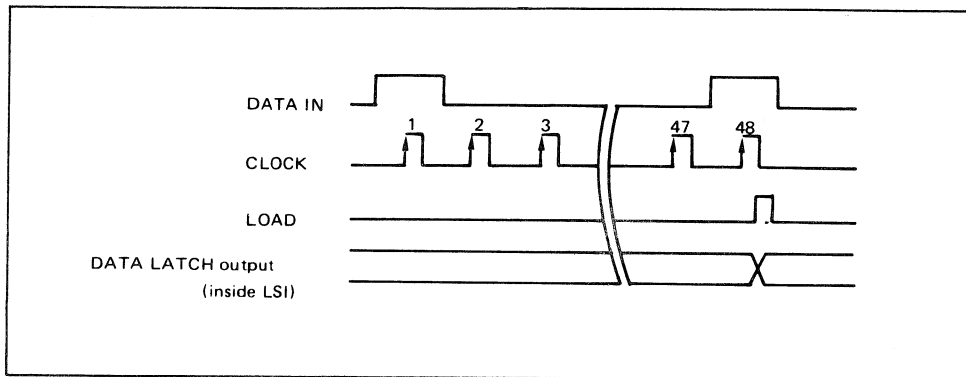 DATA IN
1 2 3 47 48
CLOCK
LOAD
DATA LATCH output
(inside LSI)